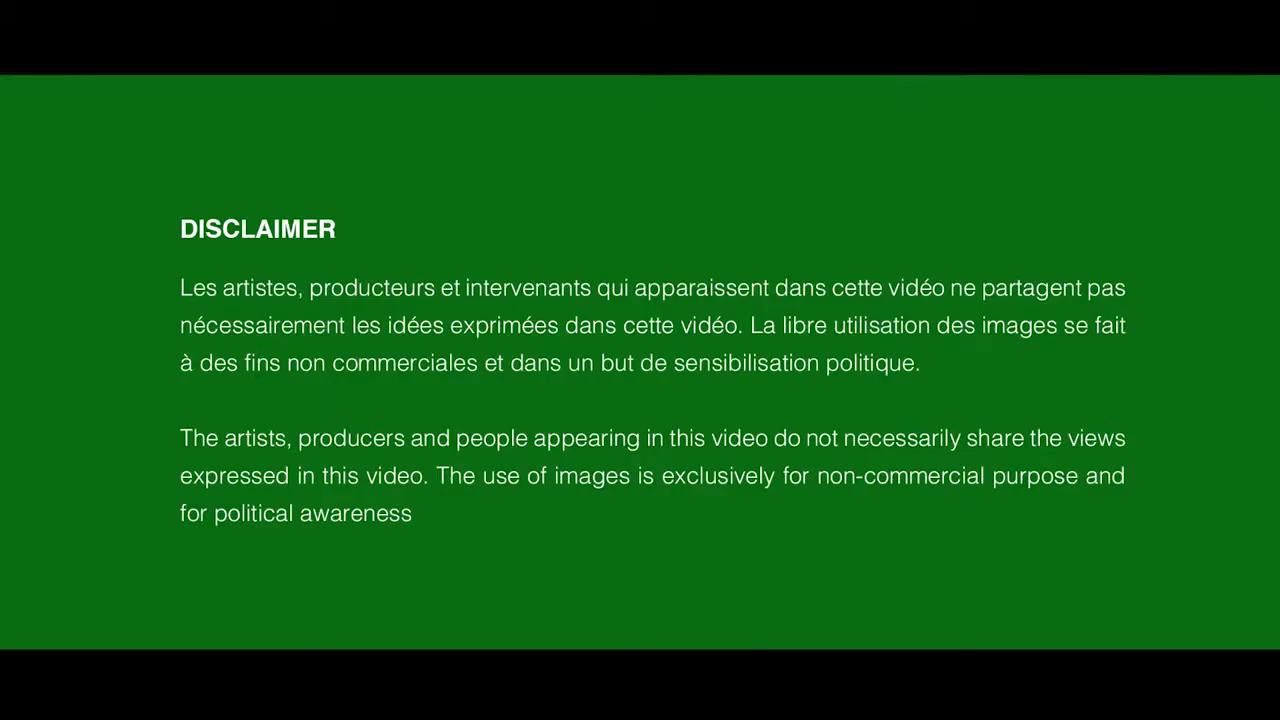 DISCLAIMER
Les artistes, producteurs et intervenants qui apparaissent dans cette vidéo ne partagent pas
nécessairement les idées exprimées dans cette vidéo. La libre utilisation des images se fait
à des fins non commerciales et dans un but de sensibilisation politique.
The artists, producers and people appearing in this video do not necessarily share the views
expressed in this video. The use of images is exclusively for non-commercial purpose and
for political awareness